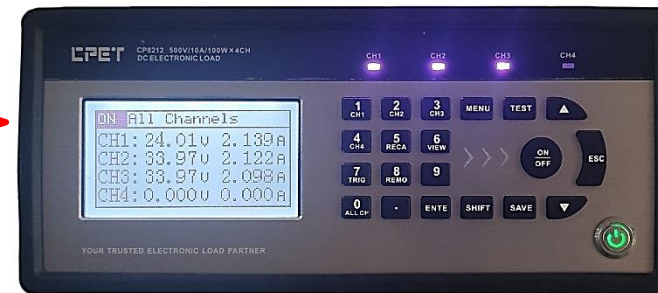 CPET CP8212 500V/10A/100W×4CH
DC ELECTRONIC LOAD
CH1 CH2 CH3 CH4
ON All Channels
CH1:24.01V 2.139A
CH2:33.97V 2.122A
CH3:33.97V 2.098A
CH4:0.000V 0.000A
1 CH1 2 CH2 3 CH3 MENU TEST
4 CH4 5 RECA 6 VIEW ON OFF ESC
7 TRIG 8 REMO 9
0 ALL CH . ENTE SHIFT SAVE
YOUR TRUSTED ELECTRONIC LOAD PARTNER